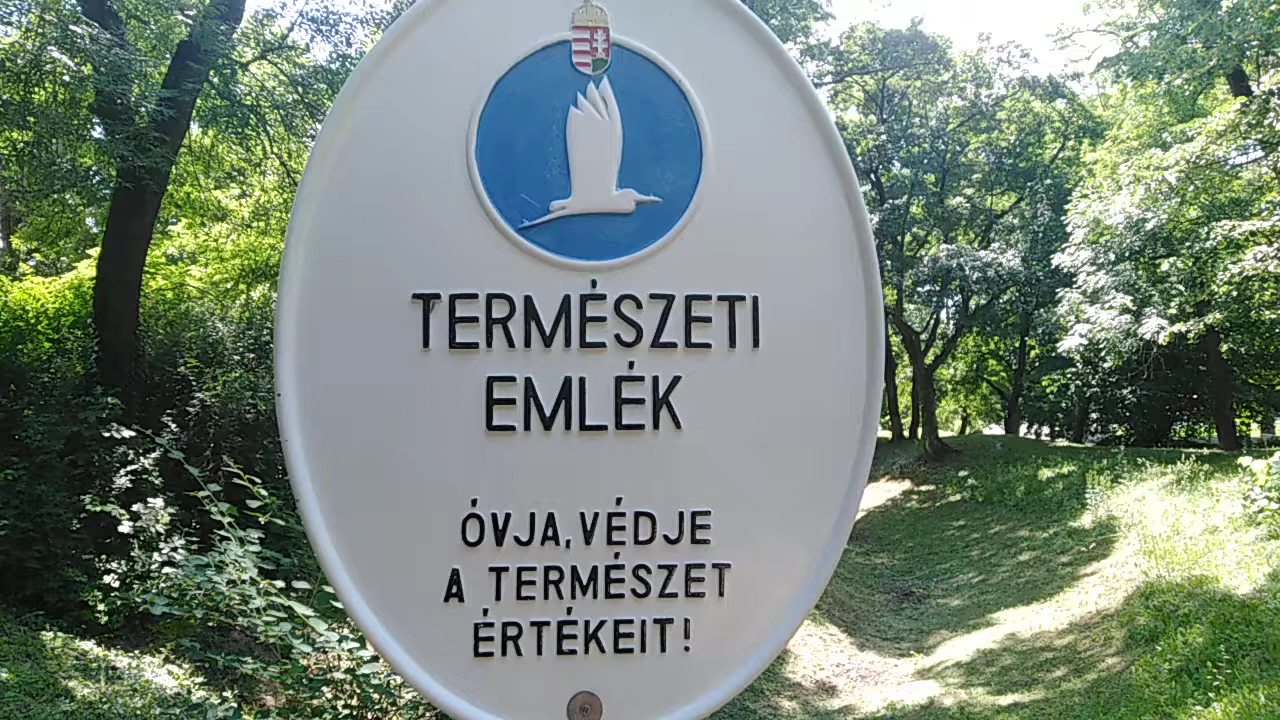 TERMÉSZETI
EMLÉK
ÓVJA, VÉDJE
A TERMÉSZET
ÉRTÉKEIT!